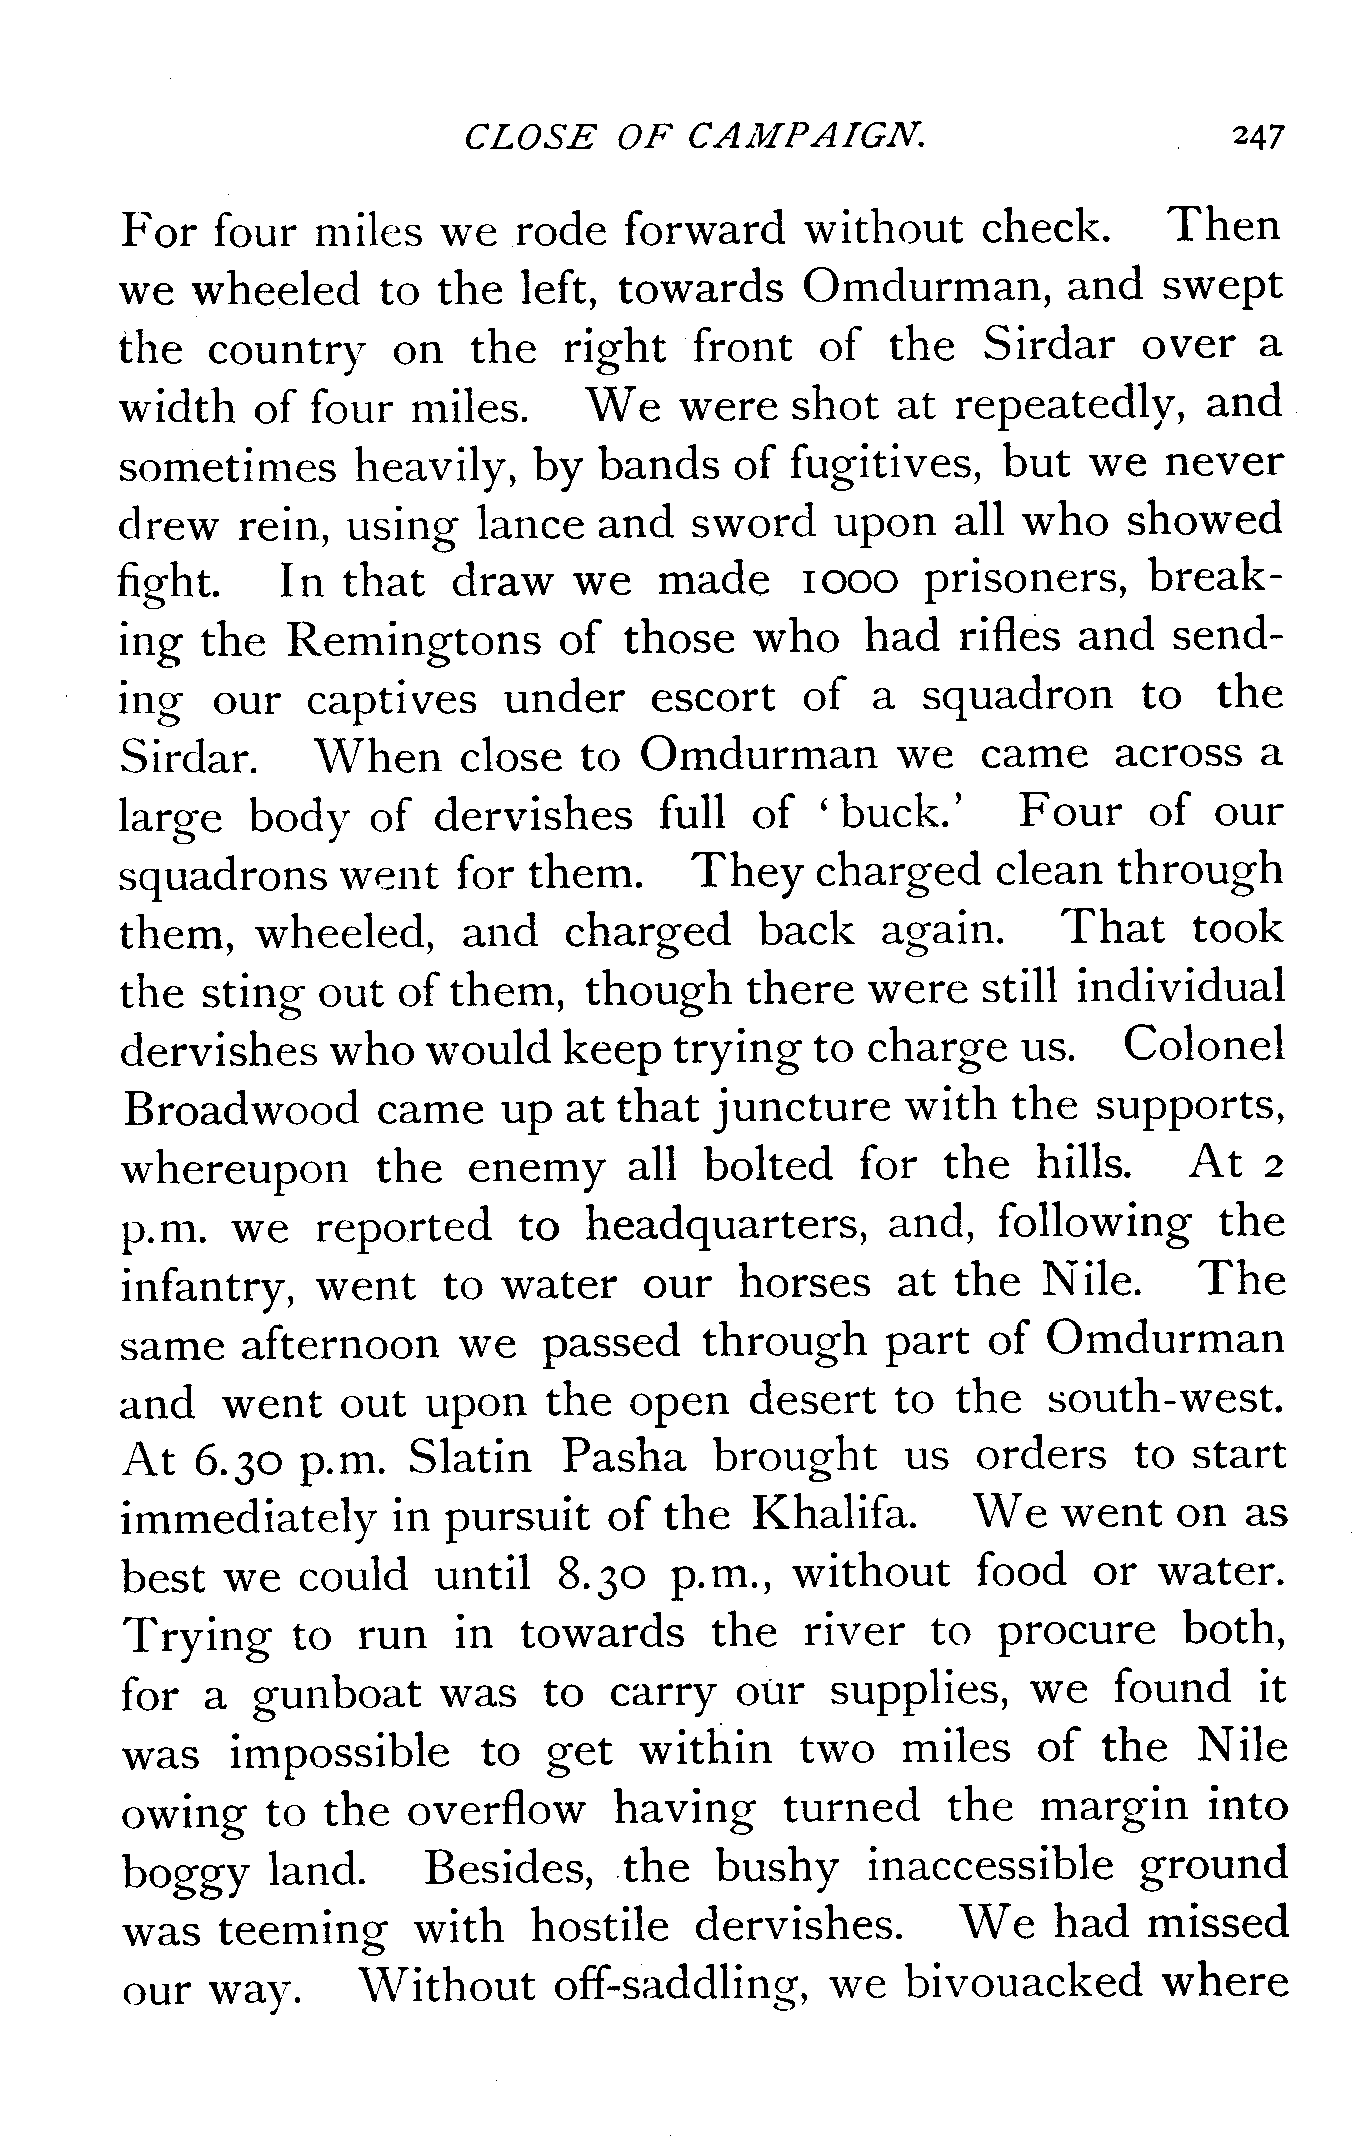 CLOSE OF CAMPAIGN. 247
For four miles we rode forward without check. Then
we wheeled to the left, towards Omdurman, and swept
the country on the right front of the Sirdar over a
width of four miles. We were shot at repeatedly, and
sometimes heavily, by bands of fugitives, but we never
drew rein, using lance and sword upon all who showed
fight. In that draw we made 1000 prisoners, break-
ing the Remingtons of those who had rifles and send-
ing our captives under escort of a squadron to the
Sirdar. When close to Omdurman we came across a
large body of dervishes full of ‘buck.’ Four of our
squadrons went for them. They charged clean through
them, wheeled, and charged back again. That took
the sting out of them, though there were still individual
dervishes who would keep trying to charge us. Colonel
Broadwood came up at that juncture with the supports,
whereupon the enemy all bolted for the hills. At 2
p.m. we reported to headquarters, and, following the
infantry, went to water our horses at the Nile. The
same afternoon we passed through part of Omdurman
and went out upon the open desert to the south-west.
At 6.30 p.m. Slatin Pasha brought us orders to start
immediately in pursuit of the Khalifa. We went on as
best we could until 8.30 p.m., without food or water.
Trying to run in towards the river to procure both,
for a gunboat was to carry our supplies, we found it
was impossible to get within two miles of the Nile
owing to the overflow having turned the margin into
boggy land. Besides, the bushy inaccessible ground
was teeming with hostile dervishes. We had missed
our way. Without off-saddling, we bivouacked where